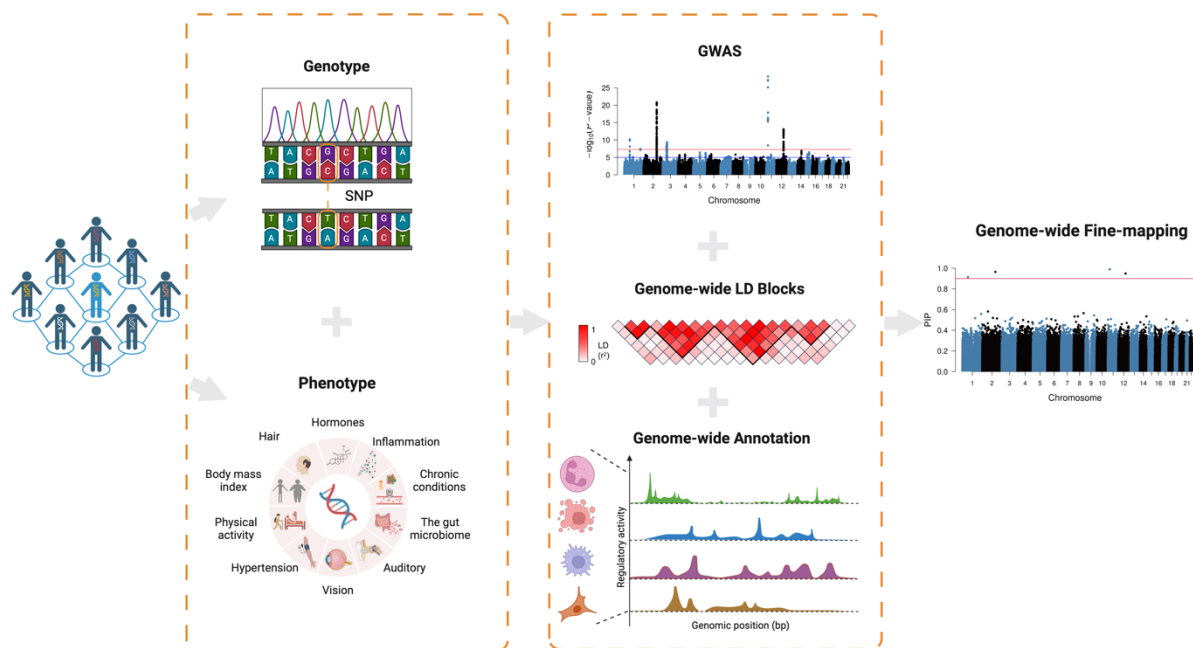 Genotype
T A C G C T G A
A T G C G A C T
SNP
T A C T C T G A
A T G A G A C T
Phenotype
Hormones
Hair
Inflammation
Body mass
index
Chronic
conditions
Physical
activity
The gut
microbiome
Hypertension
Auditory
Vision
GWAS
−log10(P−value)
25
20
15
10
5
0
1 2 3 4 5 6 7 8 9 10 12 14 16 18 21
Chromosome
Genome-wide LD Blocks
1
LD
(r²)
0
Genome-wide Annotation
Regulatory activity
Genomic position (bp)
Genome-wide Fine-mapping
PIP
1.0
0.8
0.6
0.4
0.2
0.0
1 2 3 4 5 6 7 8 9 10 12 14 16 18 21
Chromosome